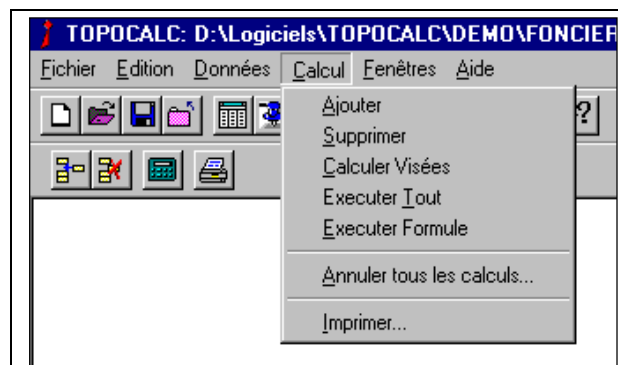 TOPOCALC: D:\Logiciels\TOPOCALC\DEMO\FONCIER
Fichier Edition Données Calcul Fenêtres Aide
Ajouter
Supprimer
Calculer Visées
Executer Tout
Executer Formule
Annuler tous les calculs...
Imprimer...